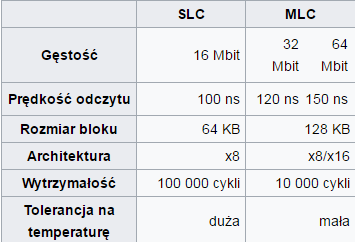 SLC MLC
Gęstość 16 Mbit 32 Mbit 64 Mbit
Prędkość odczytu 100 ns 120 ns 150 ns
Rozmiar bloku 64 KB 128 KB
Architektura x8 x8/x16
Wytrzymałość 100 000 cykli 10 000 cykli
Tolerancja na
temperaturę duża mała